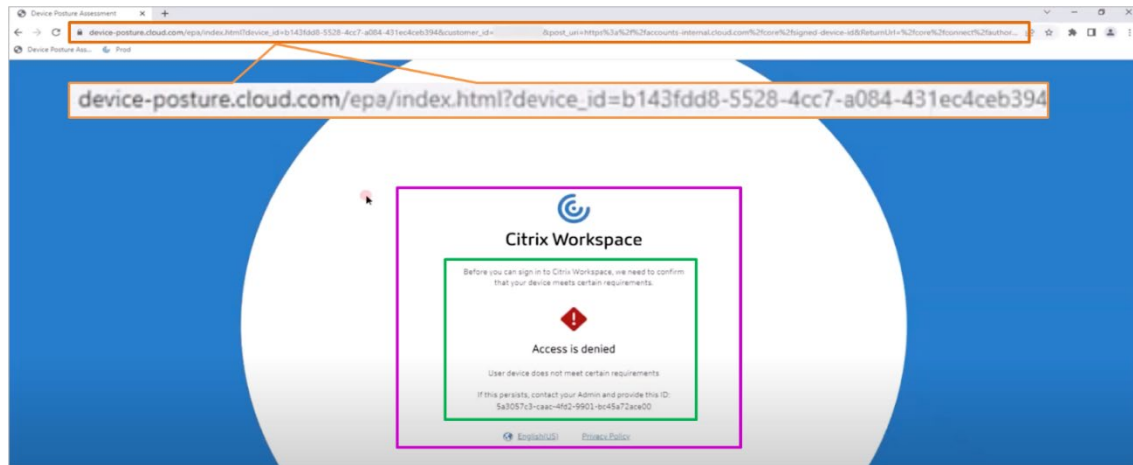 Device Posture Assessment
device-posture.cloud.com/epa/index.html?device_id=b143fdd8-5528-4cc7-a084-431ec4ceb394&customer_id= &post_uri=https%3a%2f%2faccounts-internal.cloud.com%2fcore%2fsigned-device-id&ReturnUrl=%2fcore%2fconnect%2fauthor...
Device Posture Ass... Prod
device-posture.cloud.com/epa/index.html?device_id=b143fdd8-5528-4cc7-a084-431ec4ceb394
Citrix Workspace
Before you can sign in to Citrix Workspace, we need to confirm
that your device meets certain requirements.
Access is denied
User device does not meet certain requirements
If this persists, contact your Admin and provide this ID:
5a3057c3-caac-4fd2-9901-bc45a72ace00
English(US) Privacy Policy